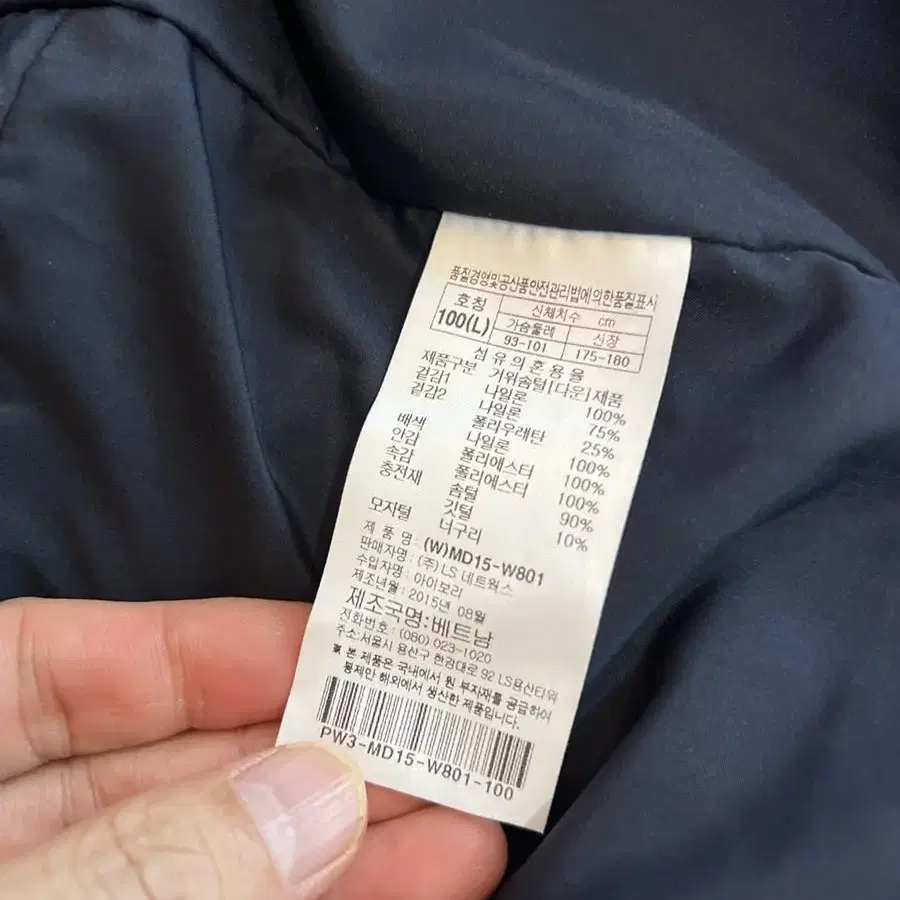 품질경영및공산품안전관리법에의한품질표시
호칭 신체치수 cm
100(L) 가슴둘레 신장
93-101 175-180
섬유의혼용율
제품구분 거위솜털[다운]제품
겉감1 나일론 100%
겉감2 나일론 75%
폴리우레탄 25%
배색 나일론 100%
안감 폴리에스터 100%
속감 폴리에스터 100%
충전재 솜털 90%
깃털 10%
모자털 너구리
제 품 명 : (W)MD15-W801
판매자명 : (주)LS 네트웍스
수입자명 : 아이보리
제조년월 : 2015년 08월
제조국명:베트남
전화번호 : (080) 023-1020
주소:서울시 용산구 한강대로 92 LS용산타워
※ 본 제품은 국내에서 원 부자재를 공급하여
봉제만 해외에서 생산한 제품입니다.
PW3-MD15-W801-100